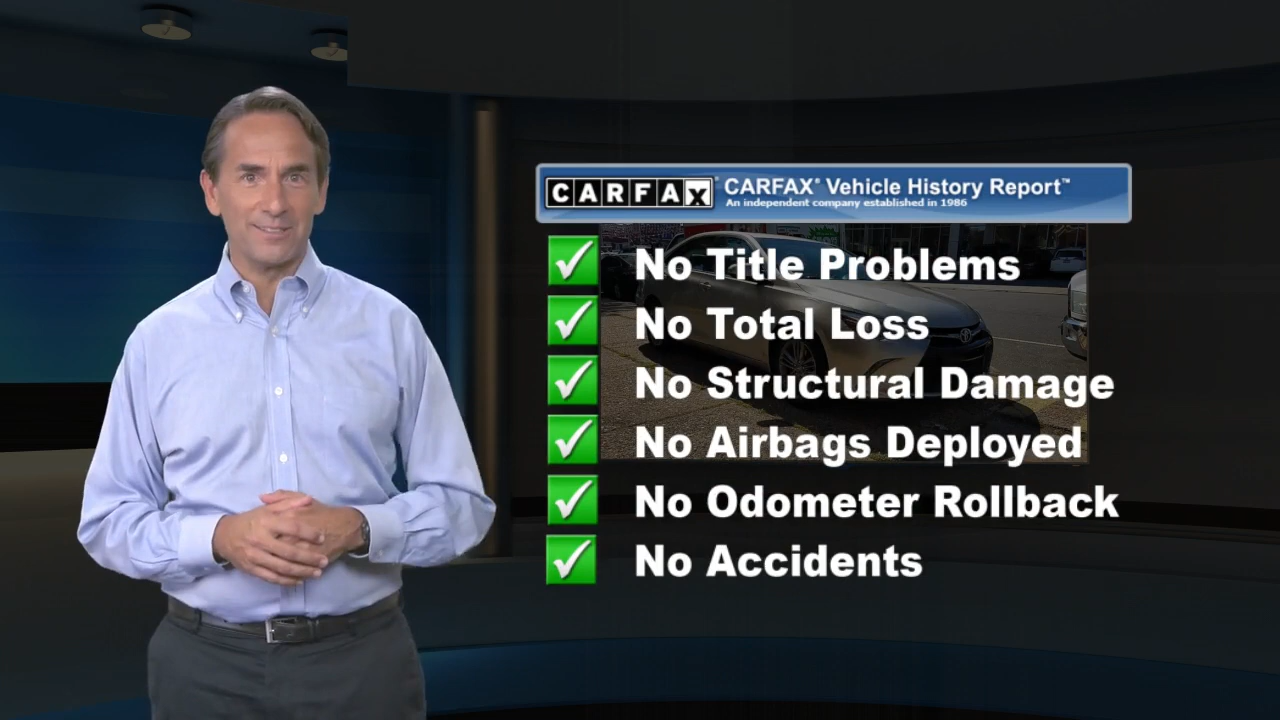 CARFAX
CARFAX® Vehicle History Report™
An independent company established in 1986
No Title Problems
No Total Loss
No Structural Damage
No Airbags Deployed
No Odometer Rollback
No Accidents